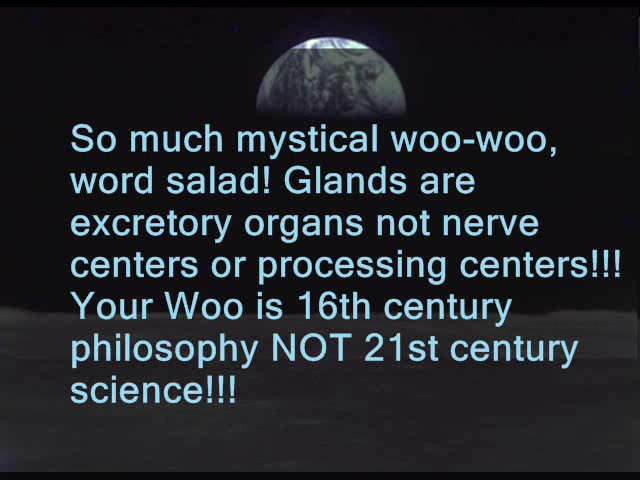 So much mystical woo-woo,
word salad! Glands are
excretory organs not nerve
centers or processing centers!!!
Your Woo is 16th century
philosophy NOT 21st century
science!!!